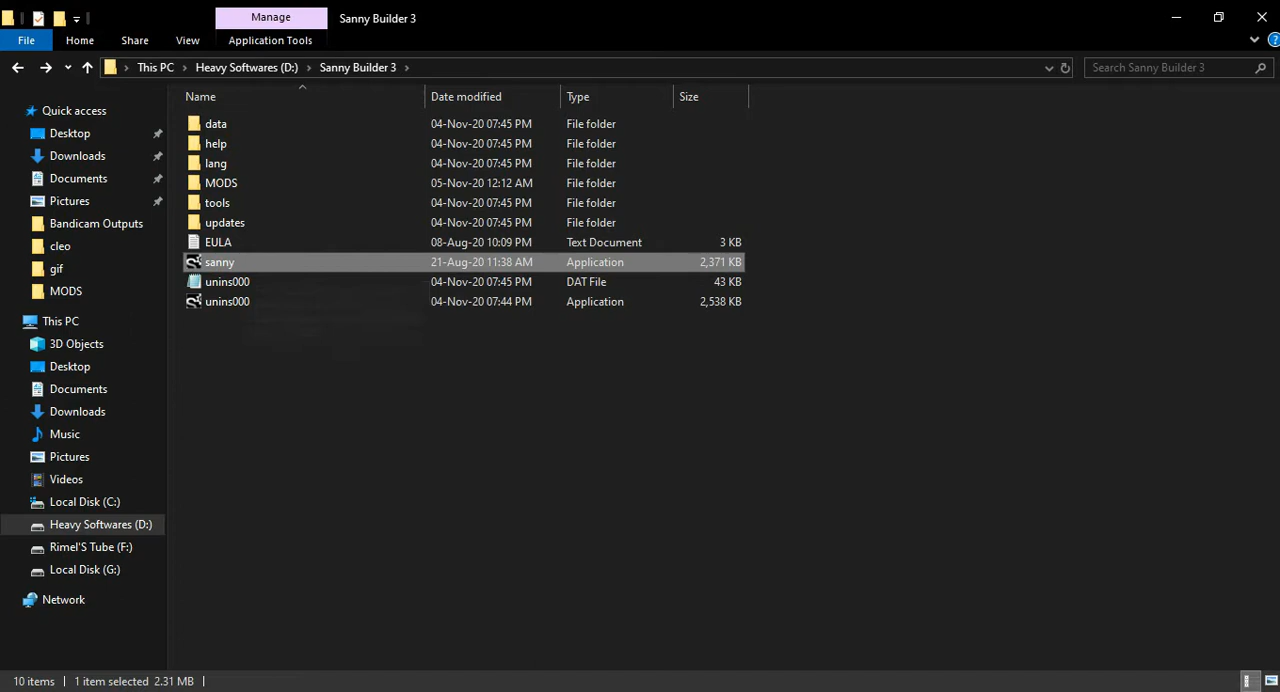 Manage
Sanny Builder 3
File
Home
Share
View
Application Tools
This PC
Heavy Softwares (D:)
Sanny Builder 3
Search Sanny Builder 3
Name
Date modified
Type
Size
Quick access
Desktop
Downloads
Documents
Pictures
Bandicam Outputs
cleo
gif
MODS
This PC
3D Objects
Desktop
Documents
Downloads
Music
Pictures
Videos
Local Disk (C:)
Heavy Softwares (D:)
Rimel'S Tube (F:)
Local Disk (G:)
Network
data 04-Nov-20 07:45 PM File folder
help 04-Nov-20 07:45 PM File folder
lang 04-Nov-20 07:45 PM File folder
MODS 05-Nov-20 12:12 AM File folder
tools 04-Nov-20 07:45 PM File folder
updates 04-Nov-20 07:45 PM File folder
EULA 08-Aug-20 10:09 PM Text Document 3 KB
sanny 21-Aug-20 11:38 AM Application 2,371 KB
unins000 04-Nov-20 07:45 PM DAT File 43 KB
unins000 04-Nov-20 07:44 PM Application 2,538 KB
10 items
1 item selected 2.31 MB